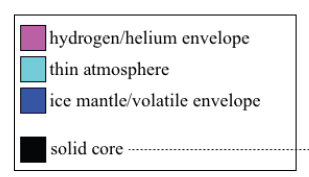 hydrogen/helium envelope
thin atmosphere
ice mantle/volatile envelope
solid core